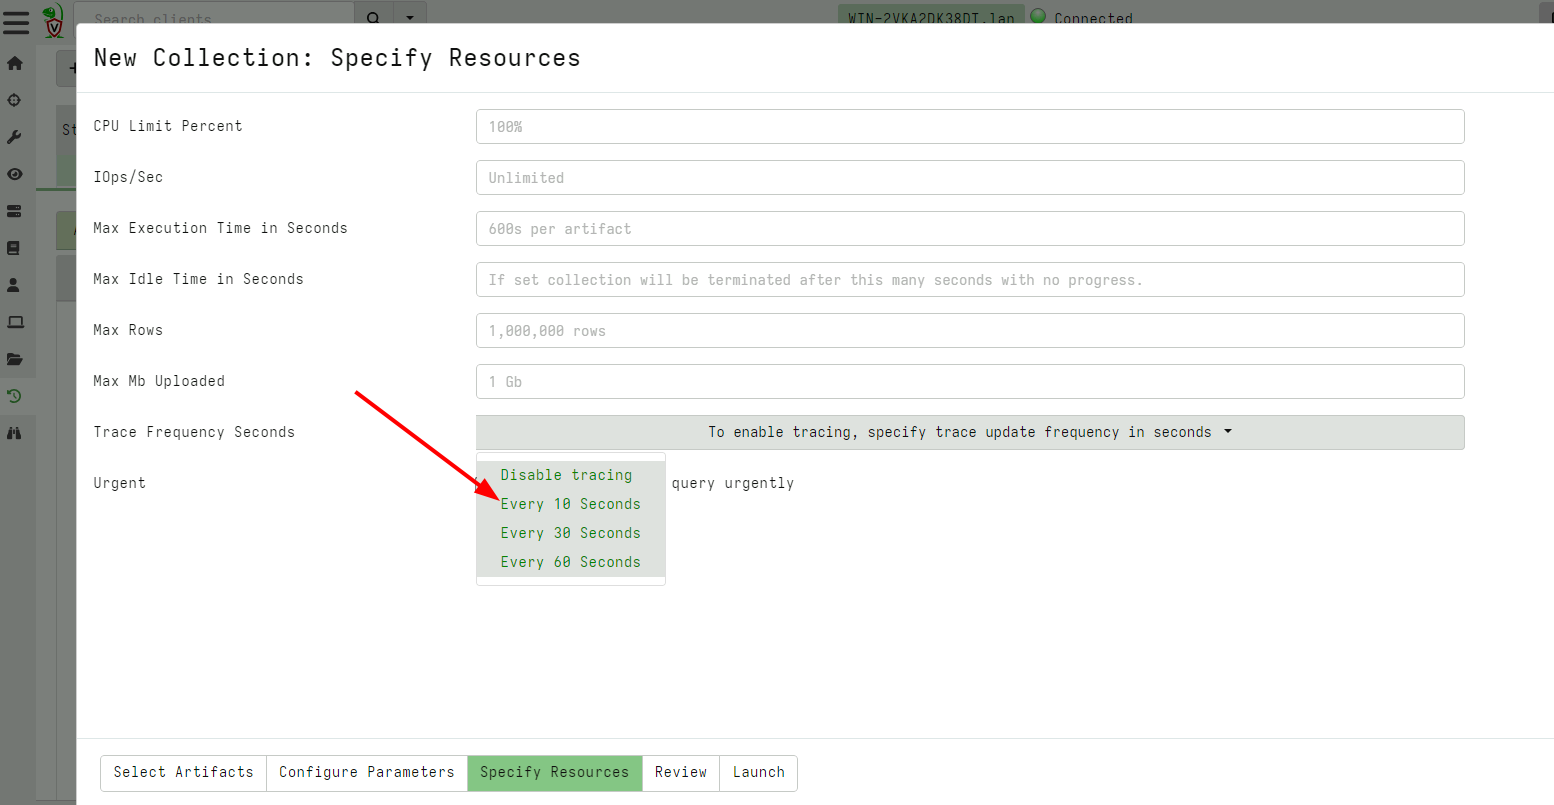 Search clients
WIN-2VKA2DK38DT.lan Connected
New Collection: Specify Resources
St
CPU Limit Percent 100%
IOps/Sec Unlimited
Max Execution Time in Seconds 600s per artifact
Max Idle Time in Seconds If set collection will be terminated after this many seconds with no progress.
Max Rows 1,000,000 rows
Max Mb Uploaded 1 Gb
Trace Frequency Seconds To enable tracing, specify trace update frequency in seconds
Urgent query urgently
Disable tracing
Every 10 Seconds
Every 30 Seconds
Every 60 Seconds
Select Artifacts Configure Parameters Specify Resources Review Launch